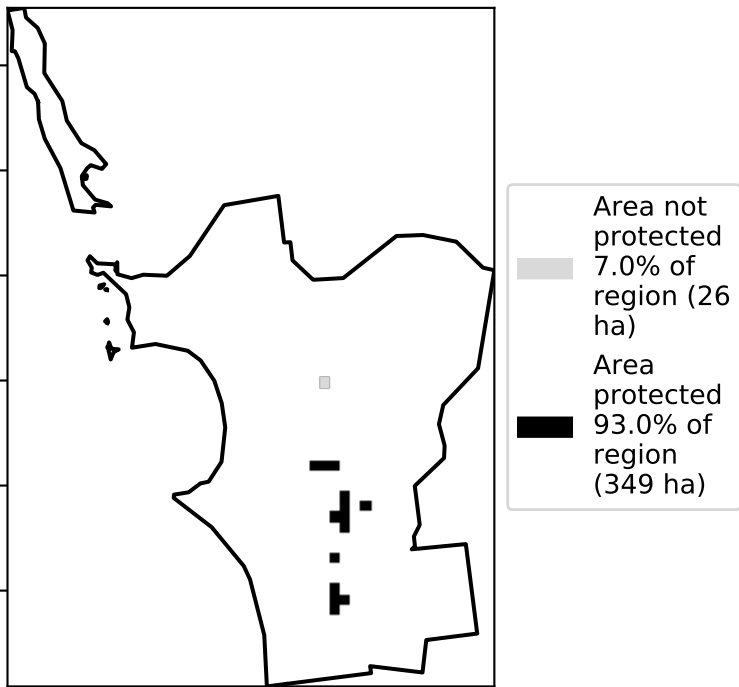 Area not
protected
7.0% of
region (26
ha)
Area
protected
93.0% of
region
(349 ha)